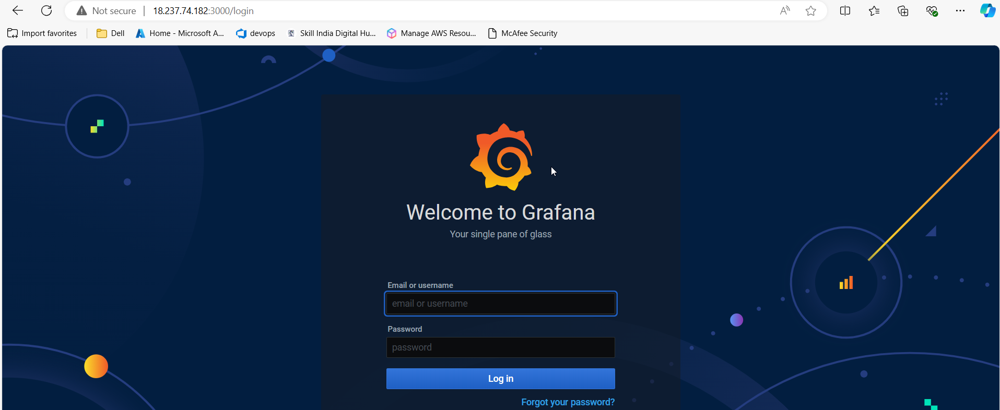 Not secure 18.237.74.182:3000/login
Import favorites Dell Home - Microsoft A... devops Skill India Digital Hu... Manage AWS Resou... McAfee Security
Welcome to Grafana
Your single pane of glass
Email or username
email or username
Password
password
Log in
Forgot your password?